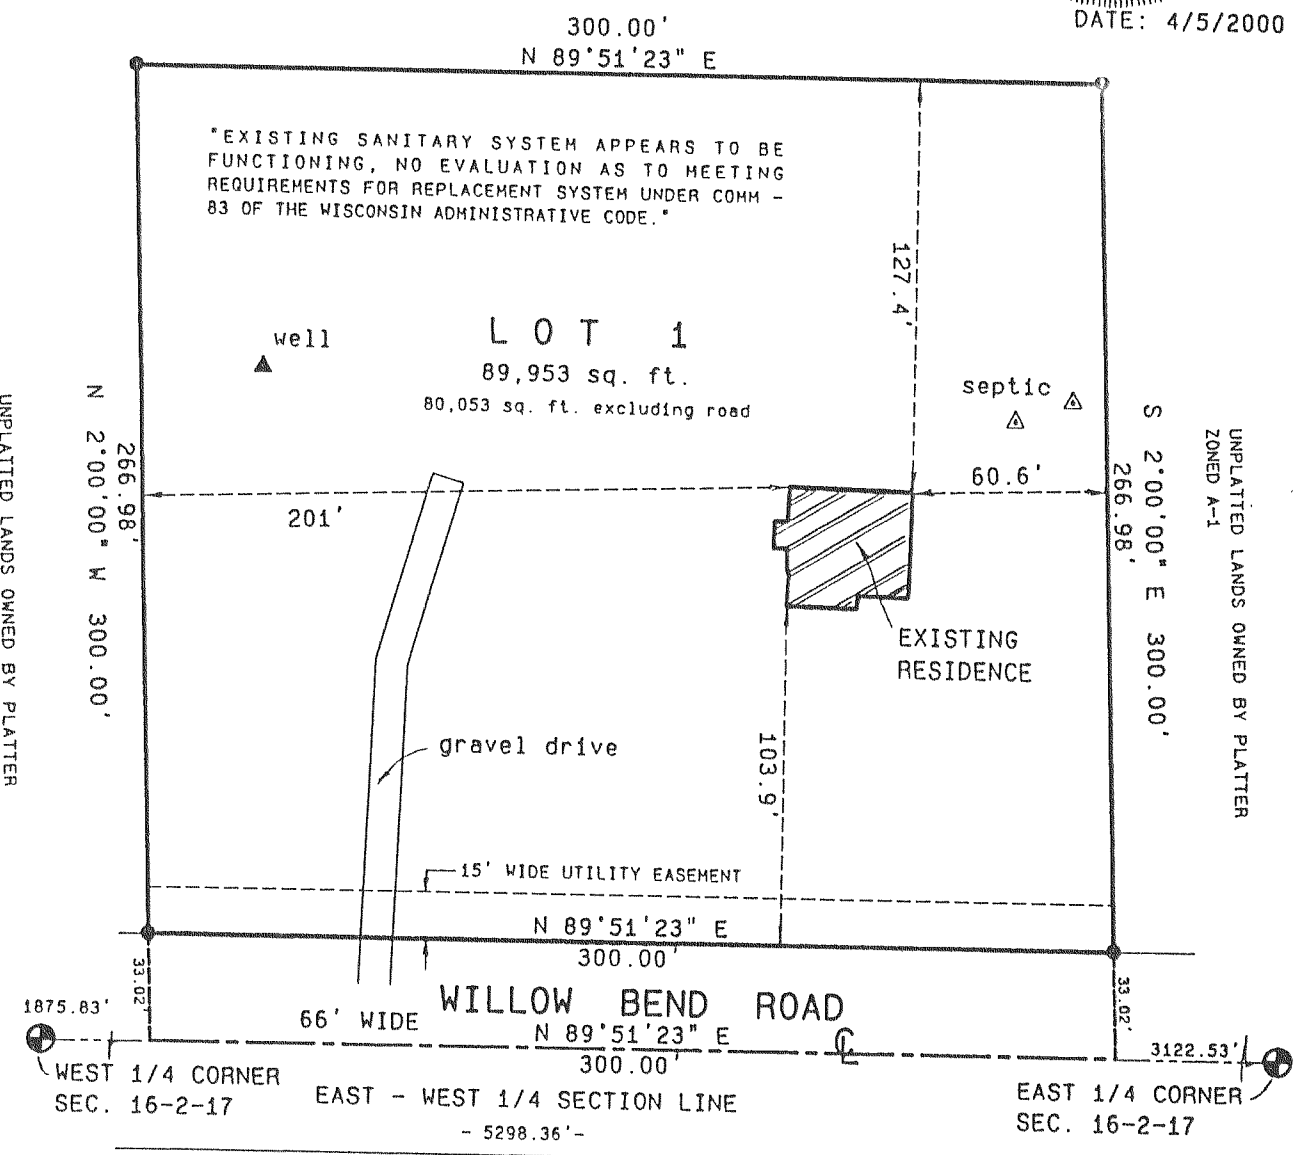 DATE: 4/5/2000
300.00'
N 89°51'23" E
"EXISTING SANITARY SYSTEM APPEARS TO BE
FUNCTIONING, NO EVALUATION AS TO MEETING
REQUIREMENTS FOR REPLACEMENT SYSTEM UNDER COMM -
83 OF THE WISCONSIN ADMINISTRATIVE CODE."
127.4'
well
LOT 1
89,953 sq. ft.
80,053 sq. ft. excluding road
septic
UNPLATTED LANDS OWNED BY PLATTER
N 2°00'00" W 300.00'
266.98'
201'
60.6'
266.98'
S 2°00'00" E 300.00'
UNPLATTED LANDS OWNED BY PLATTER
ZONED A-1
EXISTING
RESIDENCE
gravel drive
103.9'
15' WIDE UTILITY EASEMENT
N 89°51'23" E
300.00'
33.02'
33.02'
1875.83'
66' WIDE
WILLOW BEND ROAD
N 89°51'23" E
℄
300.00'
3122.53'
WEST 1/4 CORNER
SEC. 16-2-17
EAST - WEST 1/4 SECTION LINE
- 5298.36'-
EAST 1/4 CORNER
SEC. 16-2-17